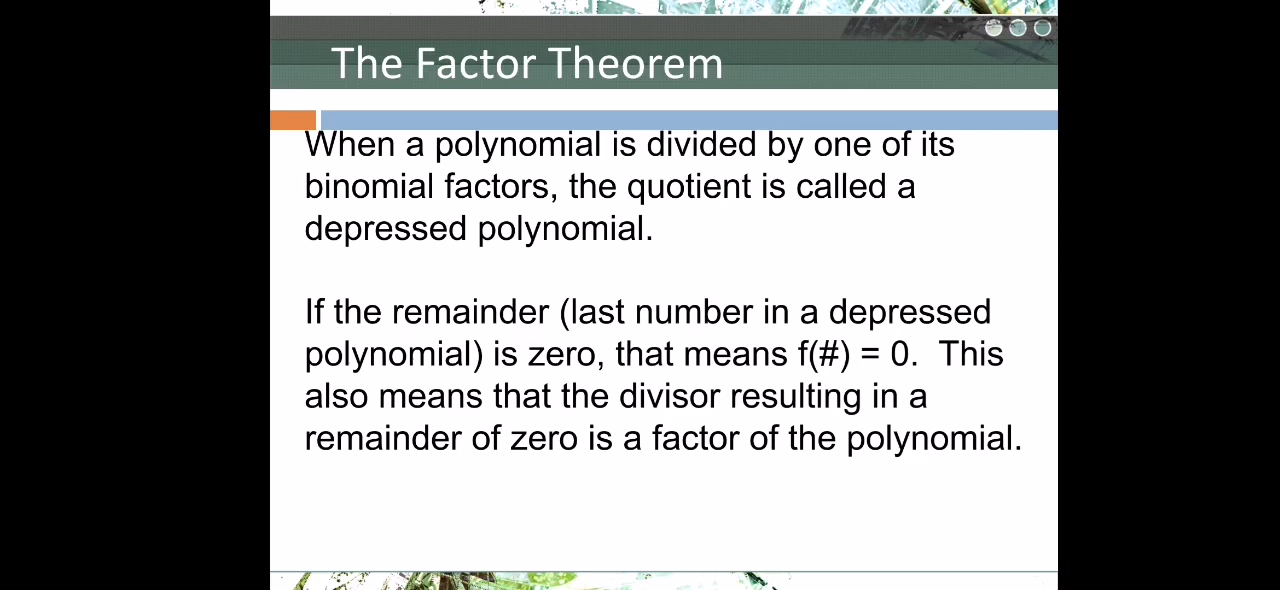 The Factor Theorem
When a polynomial is divided by one of its
binomial factors, the quotient is called a
depressed polynomial.
If the remainder (last number in a depressed
polynomial) is zero, that means f(#) = 0.  This
also means that the divisor resulting in a
remainder of zero is a factor of the polynomial.